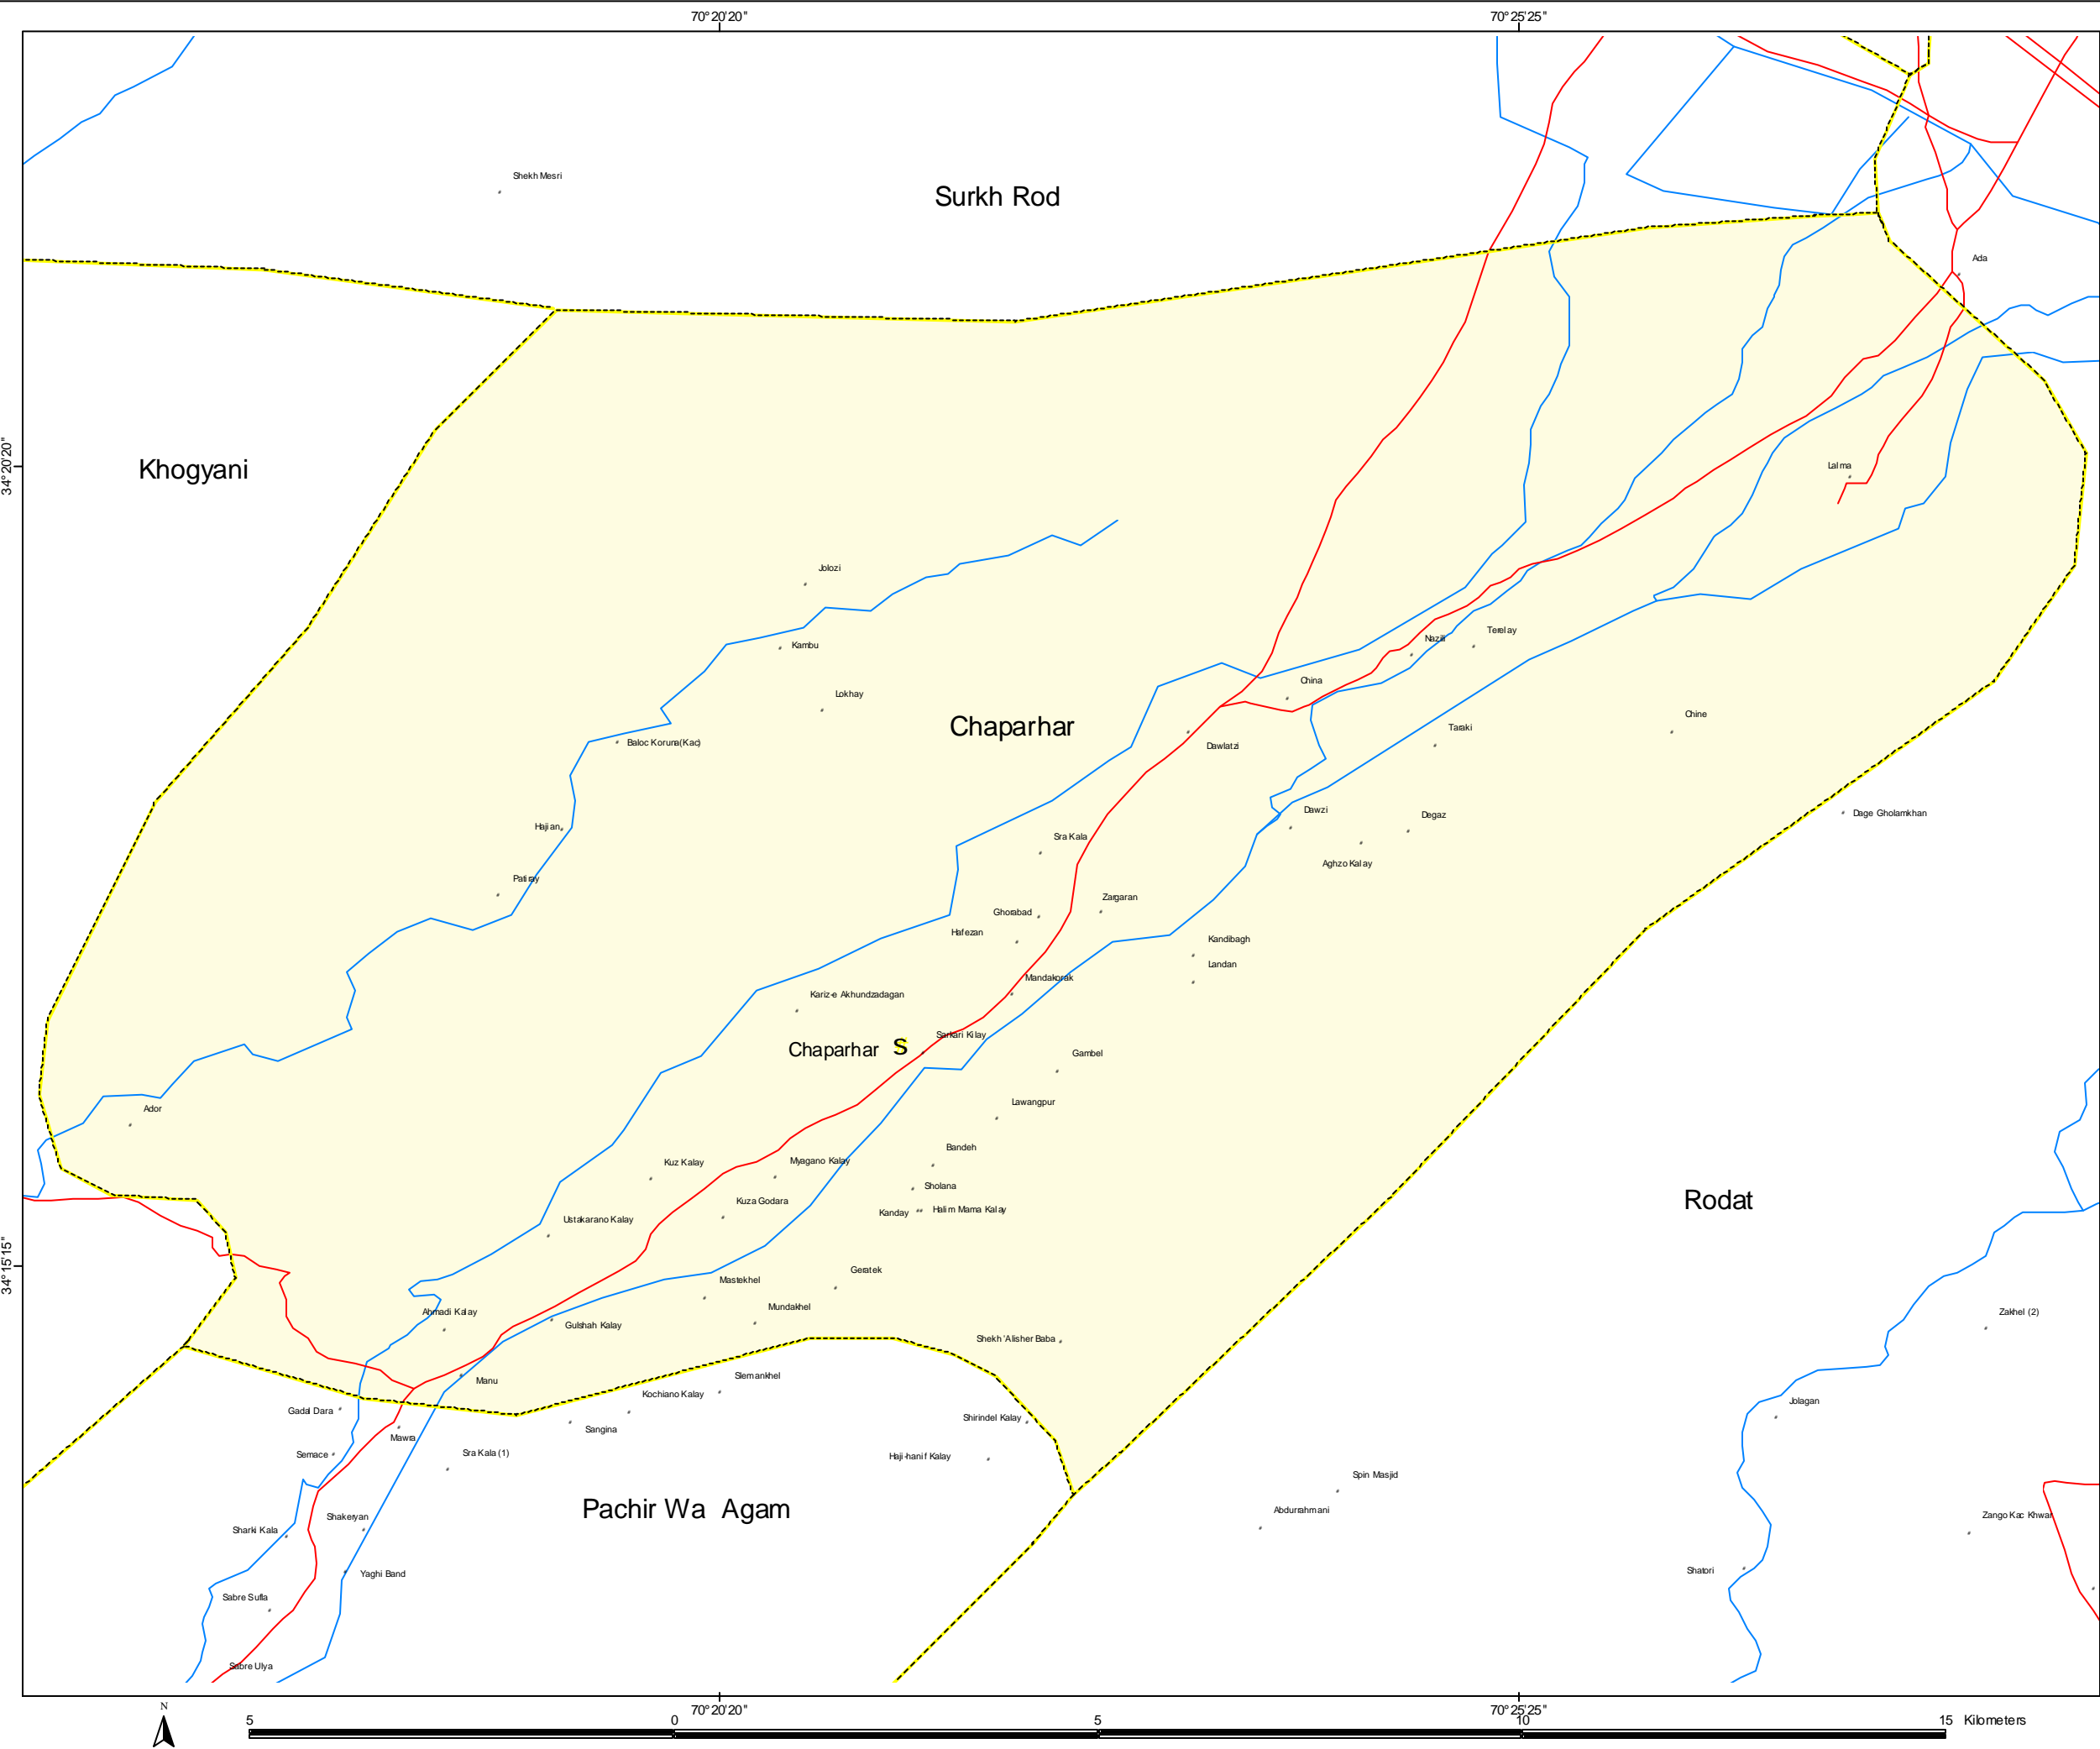 70°20'20" 70°25'25"
Shekh Mesri
Surkh Rod
Ada
34°20'20"
Khogyani
Lalma
Jolozi
Kambu
Nazili
Terelay
Lokhay
China
Chaparhar
Chine
Baloc Koruna(Kac)
Dawlatzi
Taraki
Hajian
Dawzi
Degaz
Dage Gholamkhan
Sra Kala
Aghzo Kalay
Patiray
Zargaran
Ghorabad
Hafezan
Kandibagh
Landan
Mandakorak
Kariz-e Akhundzadagan
Sarkari Kilay
Chaparhar S
Gambel
Ador
Lawangpur
Bandeh
Kuz Kalay
Myagano Kalay
Sholana
Kuza Godara
Kanday
Halim Mama Kalay
Rodat
Ustakarano Kalay
34°15'15"
Geratek
Mastekhel
Mundakhel
Ahmadi Kalay
Gulshah Kalay
Shekh 'Alisher Baba
Zakhel (2)
Manu
Slemankhel
Kochiano Kalay
Jolagan
Gadal Dara
Shirindel Kalay
Sangina
Mawra
Semace
Sra Kala (1)
Haji-hanif Kalay
Spin Masjid
Pachir Wa Agam
Abdurrahmani
Shakeryan
Zango Kac Khwar
Sharki Kala
Yaghi Band
Shatori
Sabre Sufla
Sabre Ulya
N
70°20'20" 70°25'25"
5 0 5 10 15 Kilometers